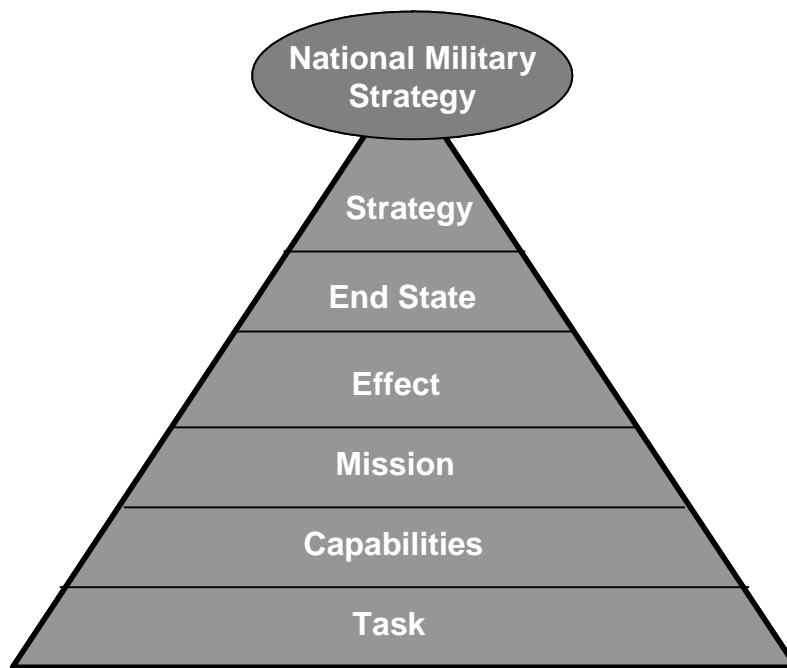 National Military
Strategy
Strategy
End State
Effect
Mission
Capabilities
Task